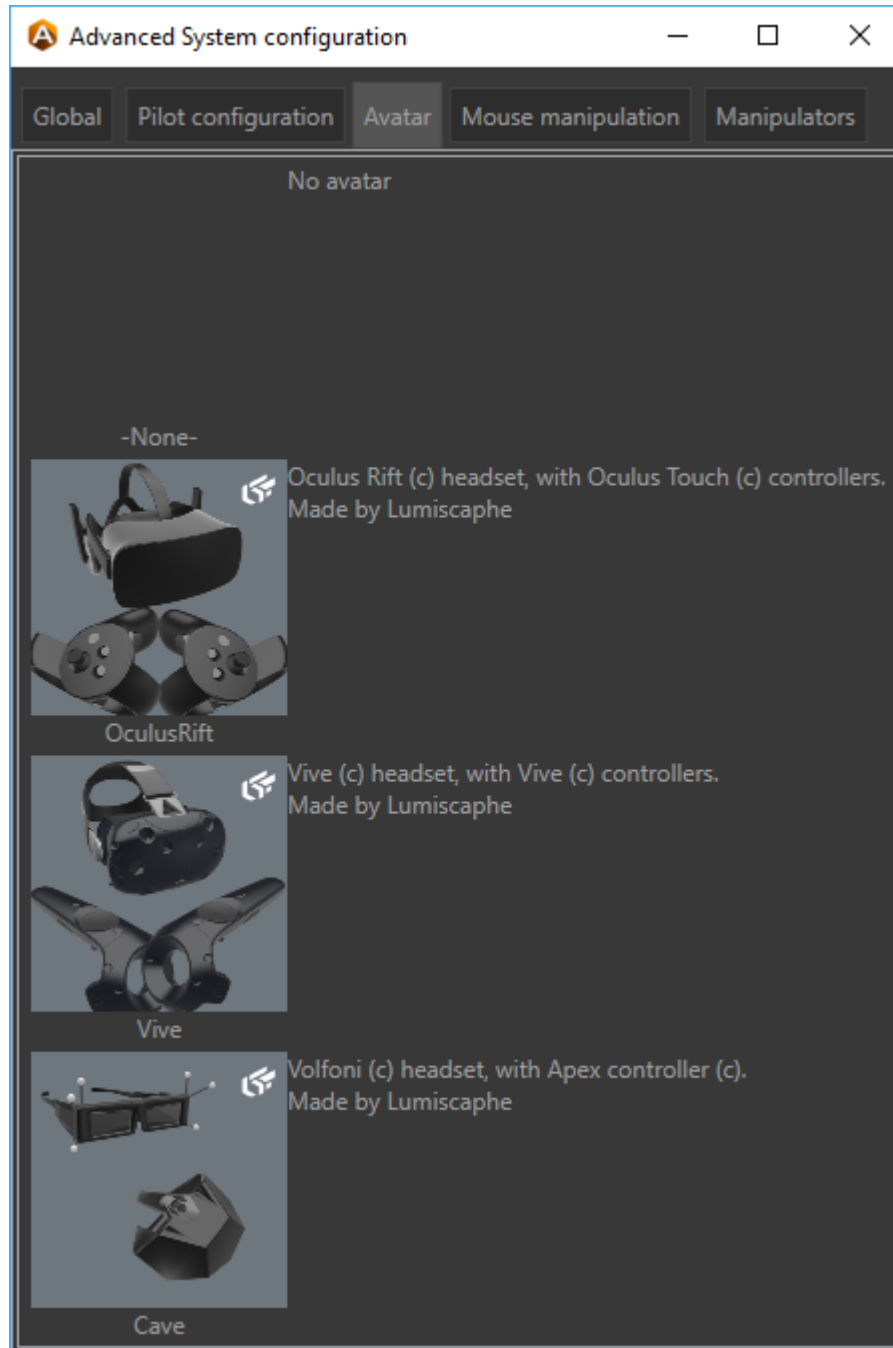 Advanced System configuration
Global Pilot configuration Avatar Mouse manipulation Manipulators
No avatar
-None-
Oculus Rift (c) headset, with Oculus Touch (c) controllers.
Made by Lumiscaphe
OculusRift
Vive (c) headset, with Vive (c) controllers.
Made by Lumiscaphe
Vive
Volfoni (c) headset, with Apex controller (c).
Made by Lumiscaphe
Cave